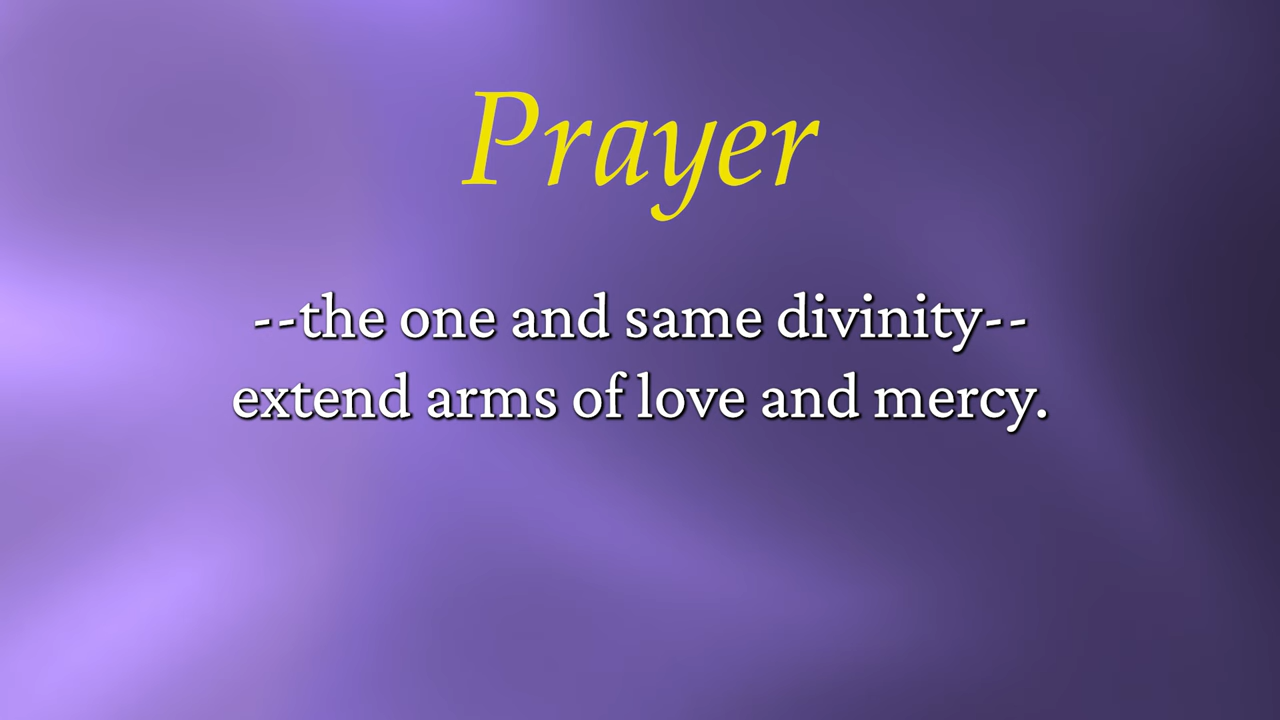 Prayer
--the one and same divinity--
extend arms of love and mercy.